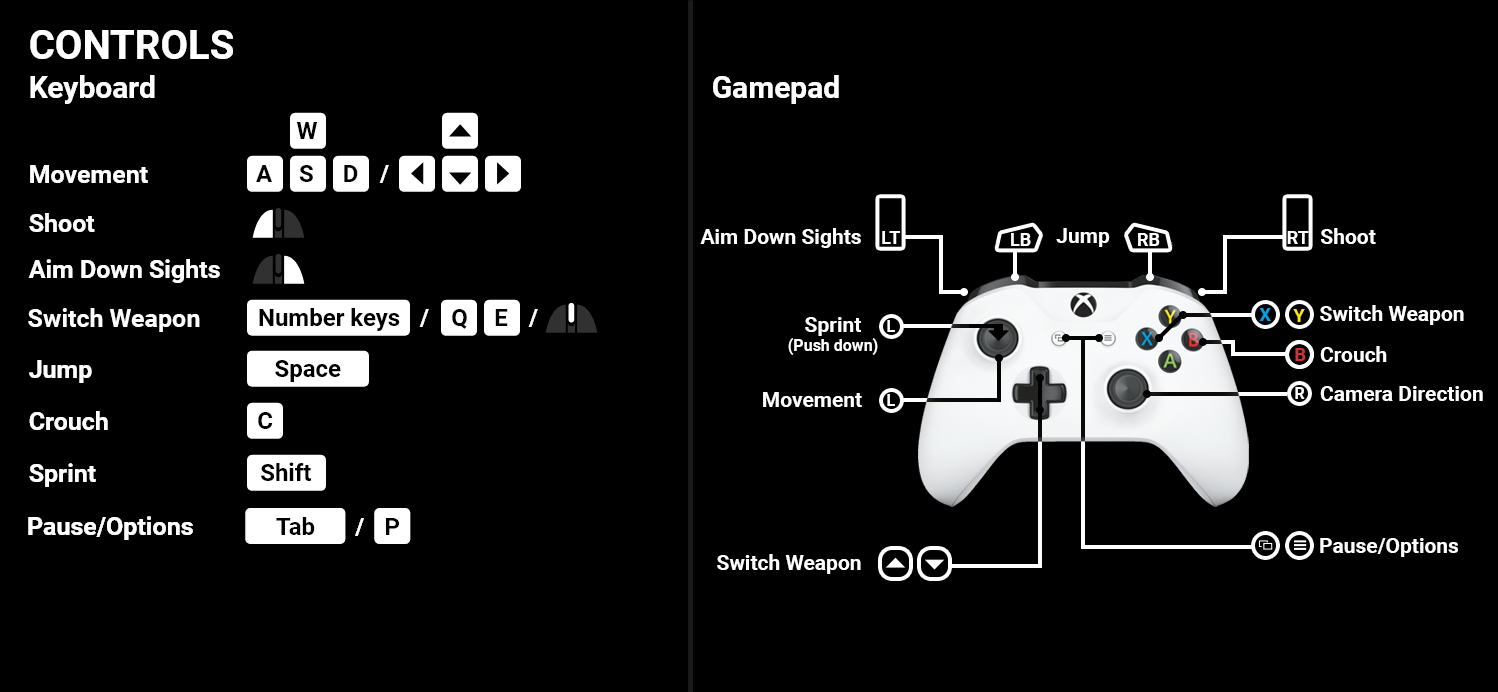 CONTROLS
Keyboard
W
Movement A S D /
Shoot
Aim Down Sights
Switch Weapon Number keys / Q E /
Jump Space
Crouch C
Sprint Shift
Pause/Options Tab / P
Gamepad
Aim Down Sights LT LB Jump RB RT Shoot
Sprint L
(Push down)
Movement L
Y
X B
A
X Y Switch Weapon
B Crouch
R Camera Direction
Switch Weapon
Pause/Options